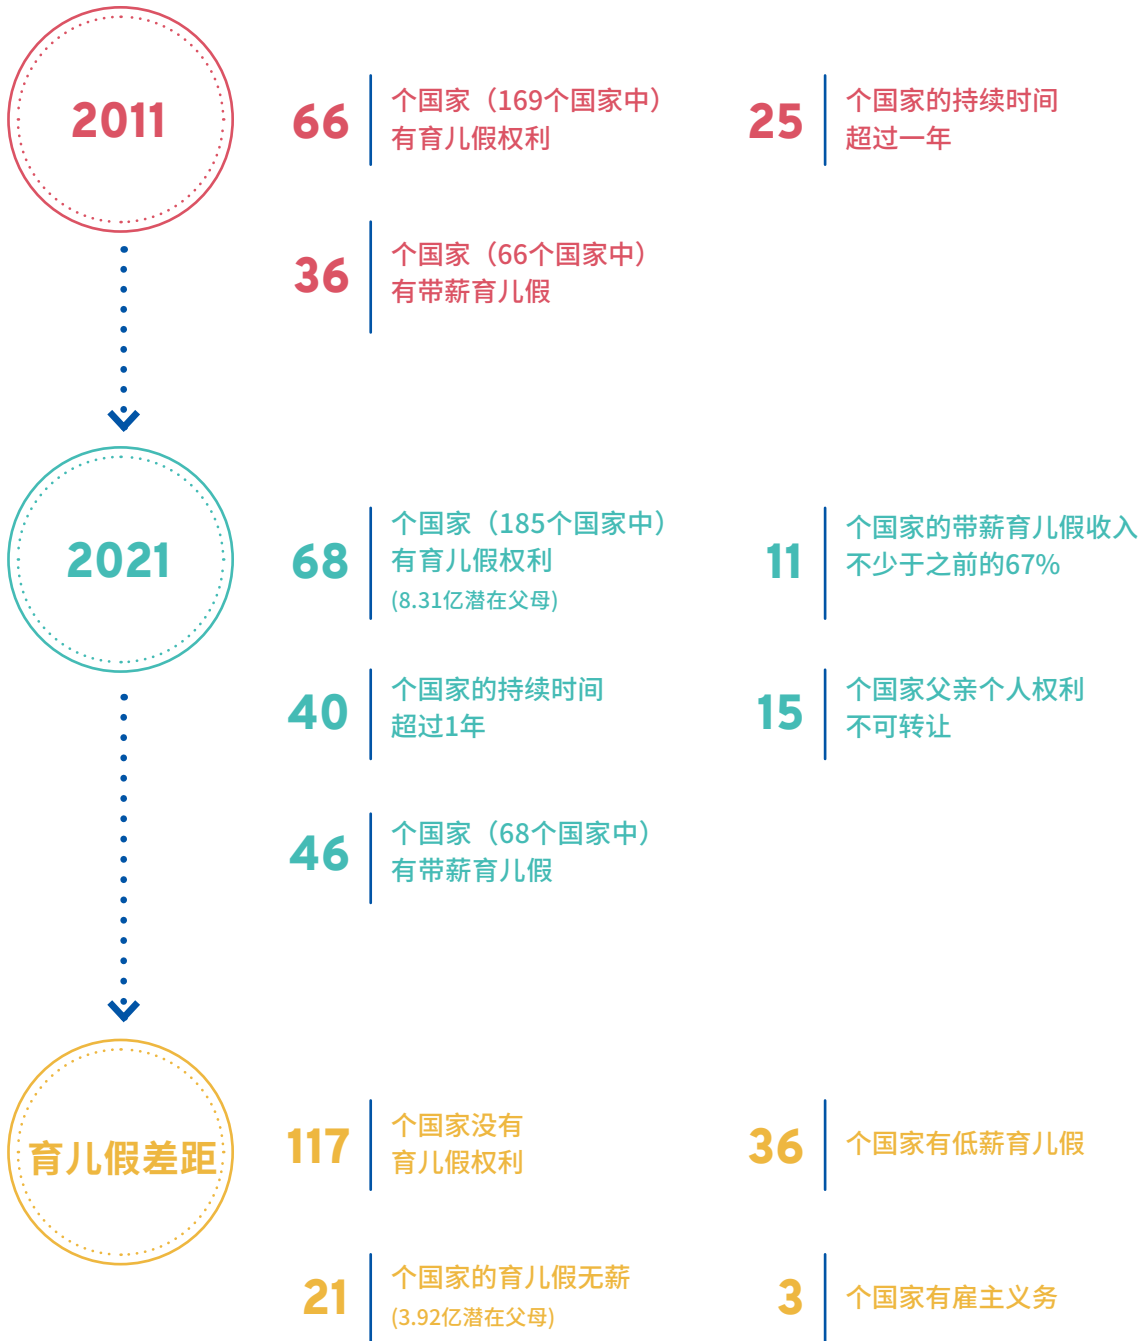 2011
66
个国家（169个国家中）
有育儿假权利
25
个国家的持续时间
超过一年
36
个国家（66个国家中）
有带薪育儿假
2021
68
个国家（185个国家中）
有育儿假权利
(8.31亿潜在父母)
11
个国家的带薪育儿假收入
不少于之前的67%
40
个国家的持续时间
超过1年
15
个国家父亲个人权利
不可转让
46
个国家（68个国家中）
有带薪育儿假
育儿假差距
117
个国家没有
育儿假权利
36
个国家有低薪育儿假
21
个国家的育儿假无薪
(3.92亿潜在父母)
3
个国家有雇主义务